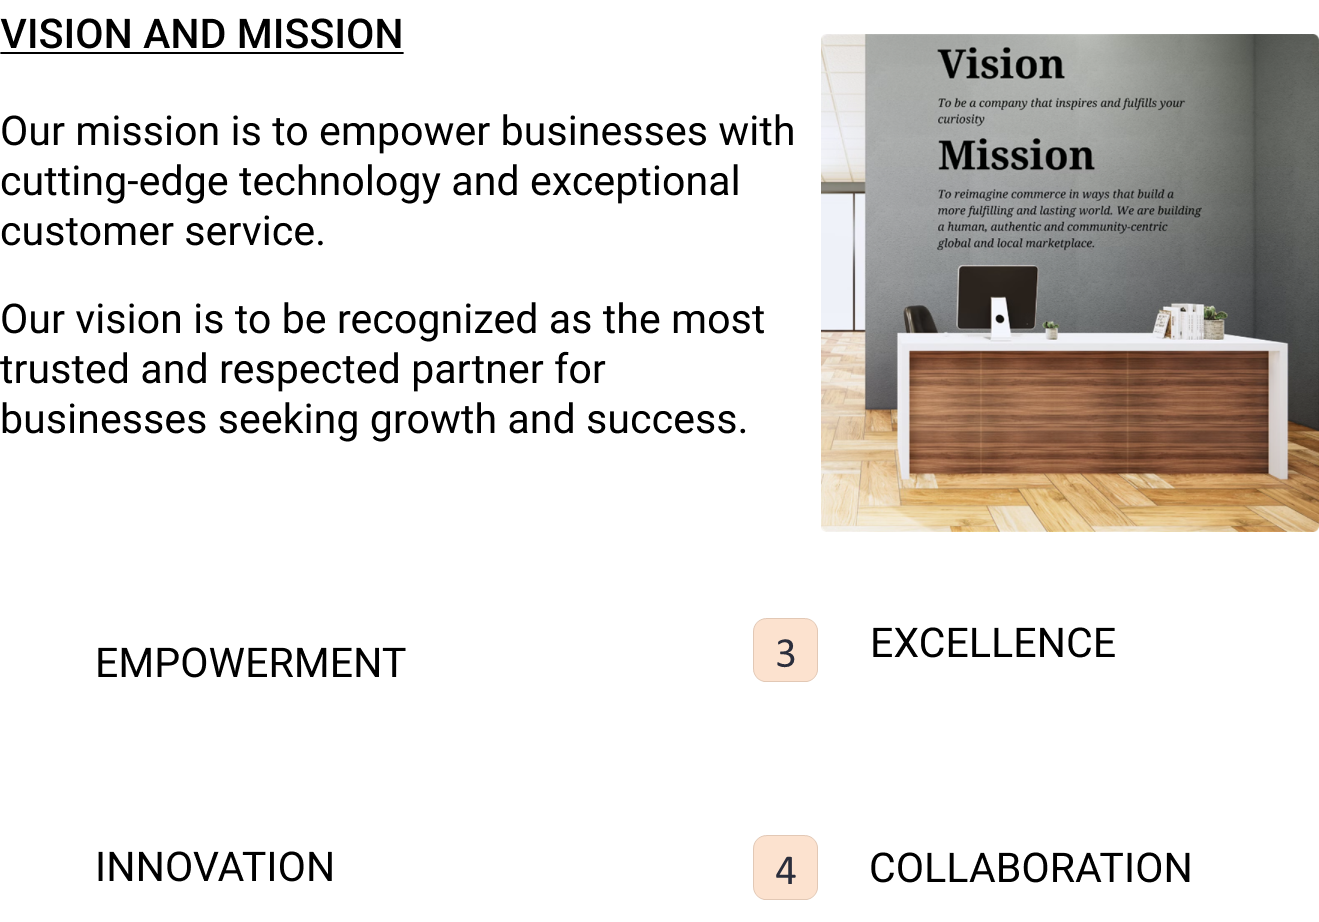 VISION AND MISSION
Our mission is to empower businesses with
cutting-edge technology and exceptional
customer service.
Our vision is to be recognized as the most
trusted and respected partner for
businesses seeking growth and success.
Vision
To be a company that inspires and fulfills your
curiosity
Mission
To reimagine commerce in ways that build a
more fulfilling and lasting world. We are building
a human, authentic and community-centric
global and local marketplace.
EMPOWERMENT
3 EXCELLENCE
INNOVATION
4 COLLABORATION